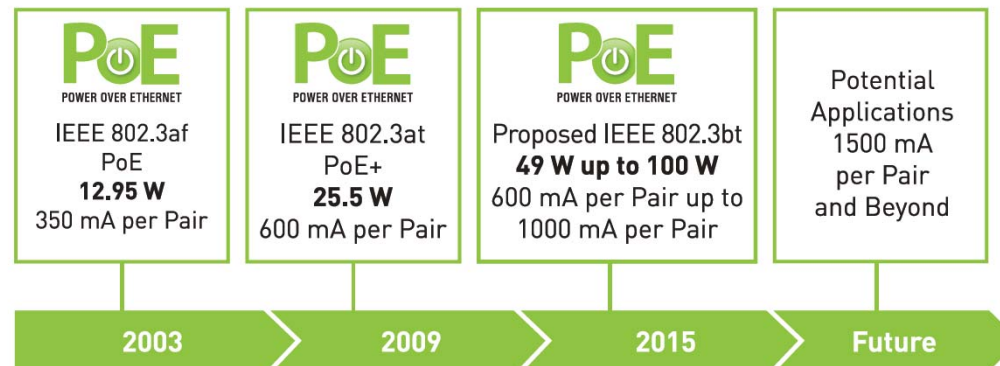 PoE
POWER OVER ETHERNET
IEEE 802.3af
PoE
12.95 W
350 mA per Pair
PoE
POWER OVER ETHERNET
IEEE 802.3at
PoE+
25.5 W
600 mA per Pair
PoE
POWER OVER ETHERNET
Proposed IEEE 802.3bt
49 W up to 100 W
600 mA per Pair up to
1000 mA per Pair
Potential
Applications
1500 mA
per Pair
and Beyond
2003
2009
2015
Future